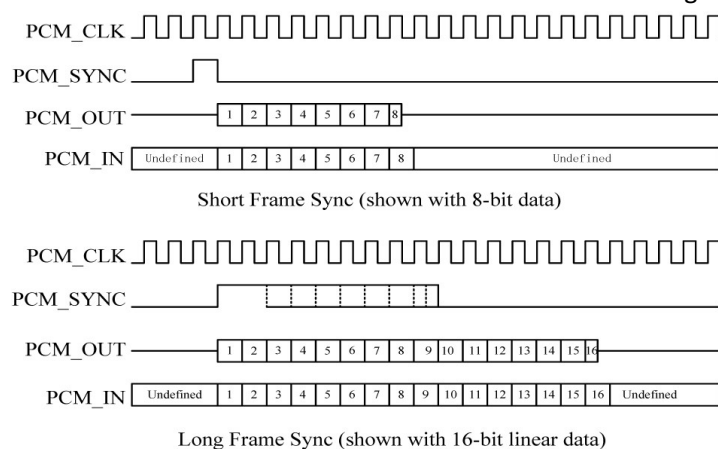 PCM_CLK
PCM_SYNC
PCM_OUT 1 2 3 4 5 6 7 8
PCM_IN Undefined 1 2 3 4 5 6 7 8 Undefined
Short Frame Sync (shown with 8-bit data)
PCM_CLK
PCM_SYNC
PCM_OUT 1 2 3 4 5 6 7 8 9 10 11 12 13 14 15 16
PCM_IN Undefined 1 2 3 4 5 6 7 8 9 10 11 12 13 14 15 16 Undefined
Long Frame Sync (shown with 16-bit linear data)